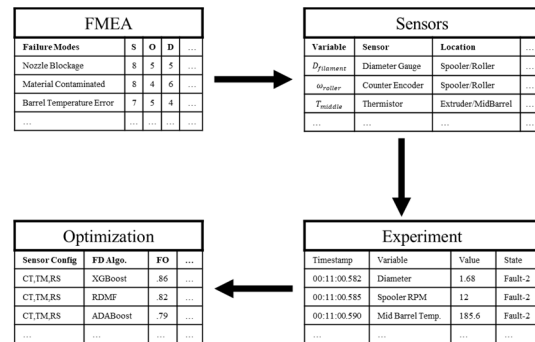 FMEA
Failure Modes S O D ...
Nozzle Blockage 8 5 5 ...
Material Contaminated 8 4 6 ...
Barrel Temperature Error 7 5 4 ...
... ... ... ... ...
Sensors
Variable Sensor Location ...
D_filament Diameter Gauge Spooler/Roller ...
ω_roller Counter Encoder Spooler/Roller ...
T_middle Thermistor Extruder/MidBarrel ...
... ... ... ...
Optimization
Sensor Config FD Algo. FO ...
CT,TM,RS XGBoost .86 ...
CT,TM,RS RDMF .82 ...
CT,TM,RS ADABoost .79 ...
... ... ... ...
Experiment
Timestamp Variable Value State
00:11:00.582 Diameter 1.68 Fault-2
00:11:00.585 Spooler RPM 12 Fault-2
00:11:00.590 Mid Barrel Temp. 185.6 Fault-2
... ... ... ...